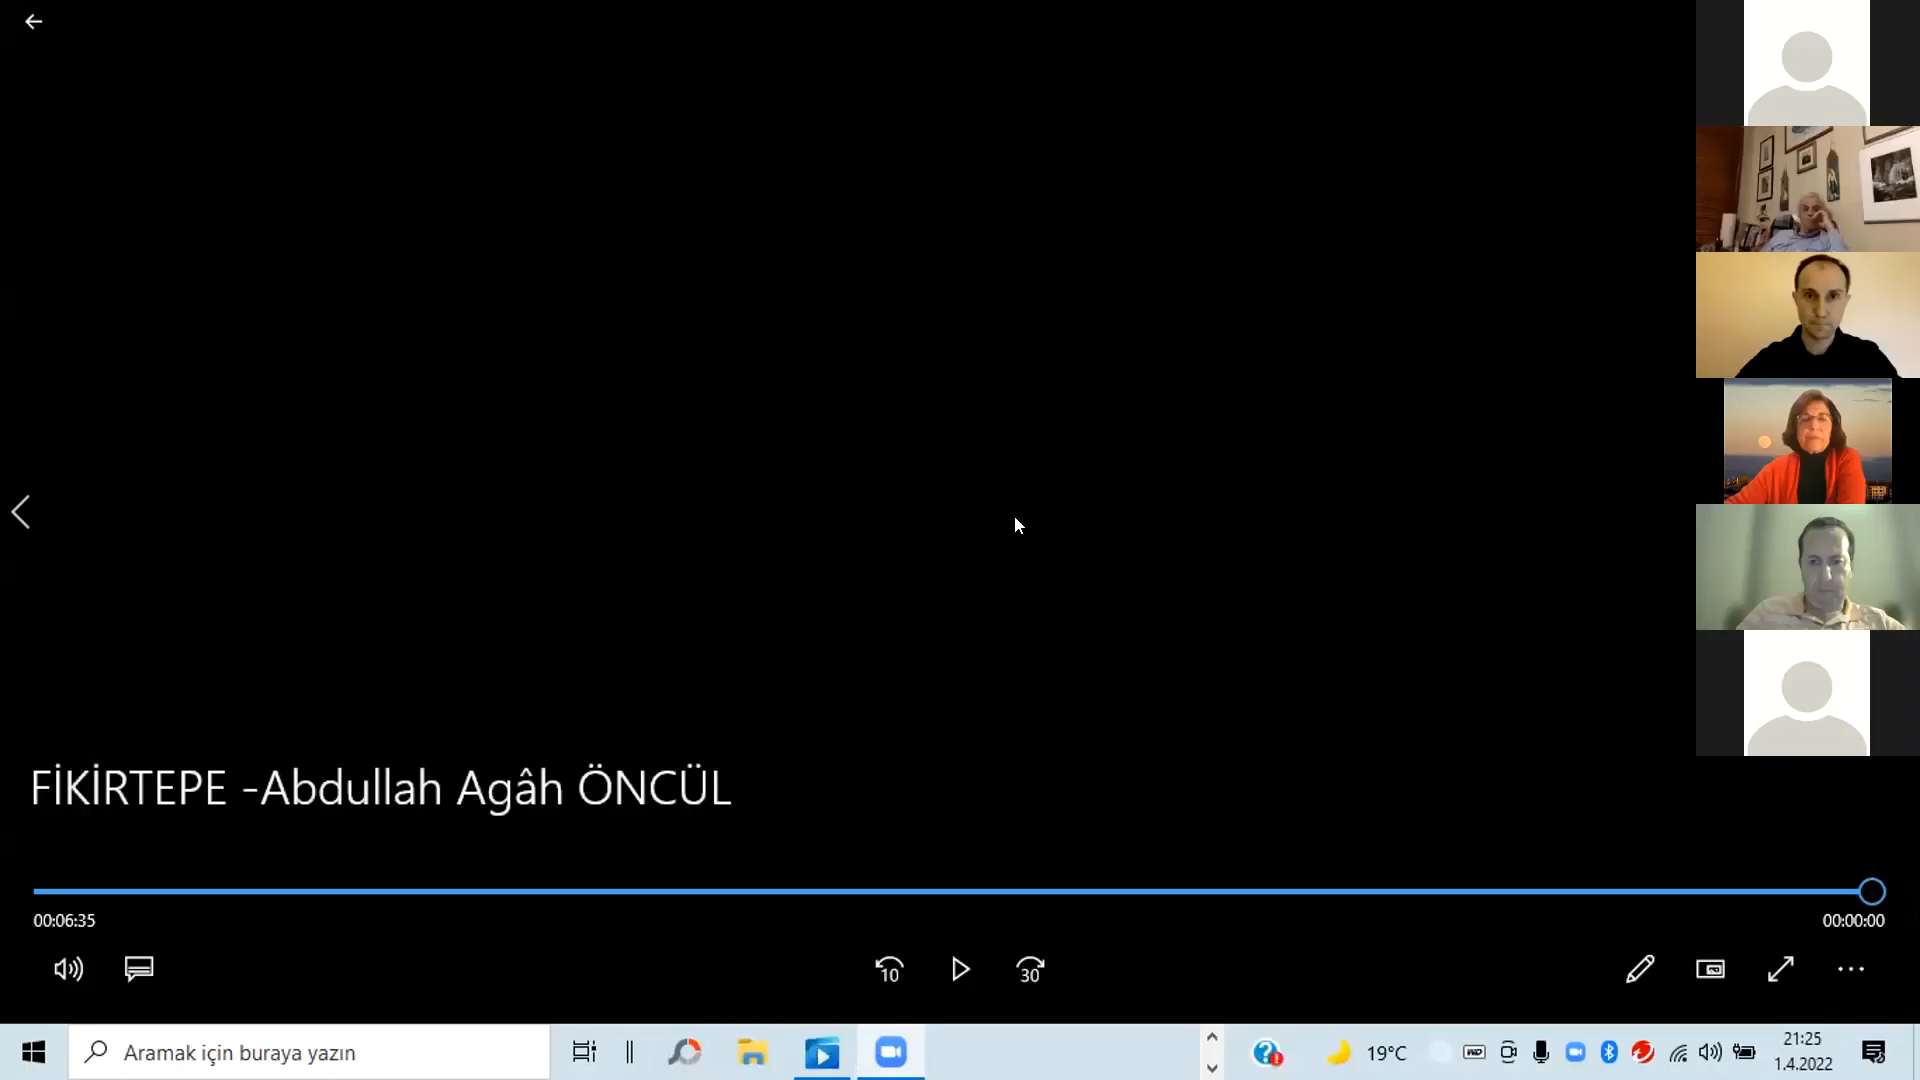 FİKİRTEPE -Abdullah Agâh ÖNCÜL
00:06:35
00:00:00
10
30
Aramak için buraya yazın
19°C
21:25
1.4.2022